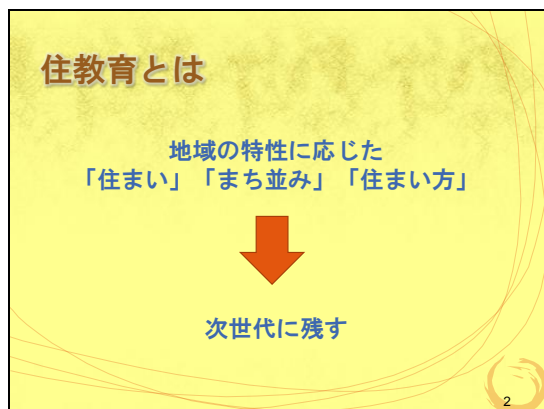 住教育とは
地域の特性に応じた
「住まい」「まち並み」「住まい方」
次世代に残す
2